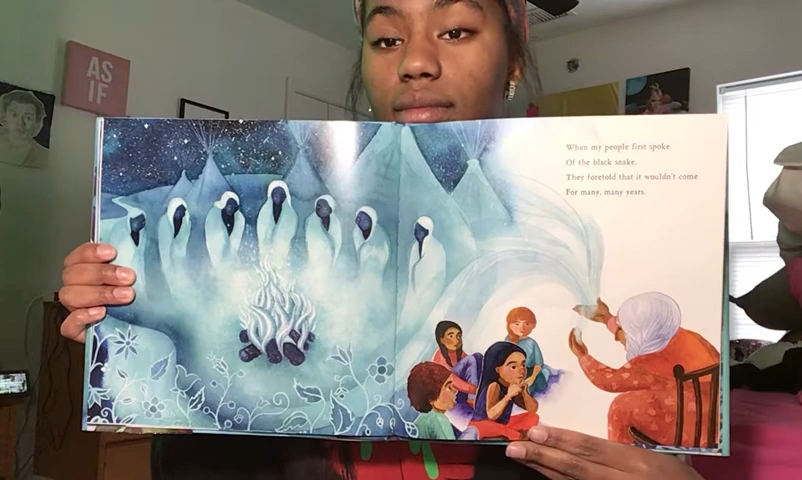 AS
IF
When my people first spoke
Of the black snake,
They foretold that it wouldn't come
For many, many years.